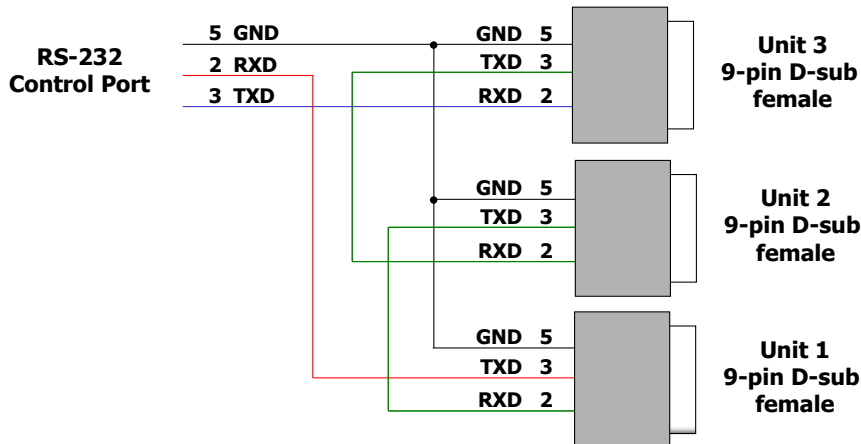 RS-232
Control Port
5 GND
2 RXD
3 TXD
GND 5
TXD 3
RXD 2
Unit 3
9-pin D-sub
female
GND 5
TXD 3
RXD 2
Unit 2
9-pin D-sub
female
GND 5
TXD 3
RXD 2
Unit 1
9-pin D-sub
female